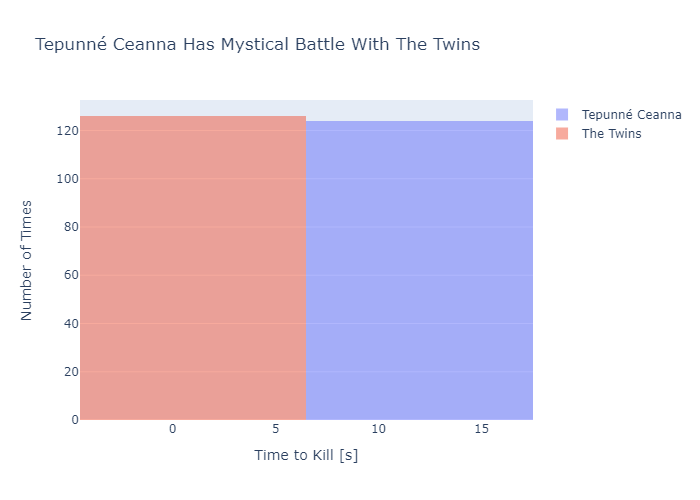 Tepunné Ceanna Has Mystical Battle With The Twins
Tepunné Ceanna
The Twins
Number of Times
120
100
80
60
40
20
0
0 5 10 15
Time to Kill [s]